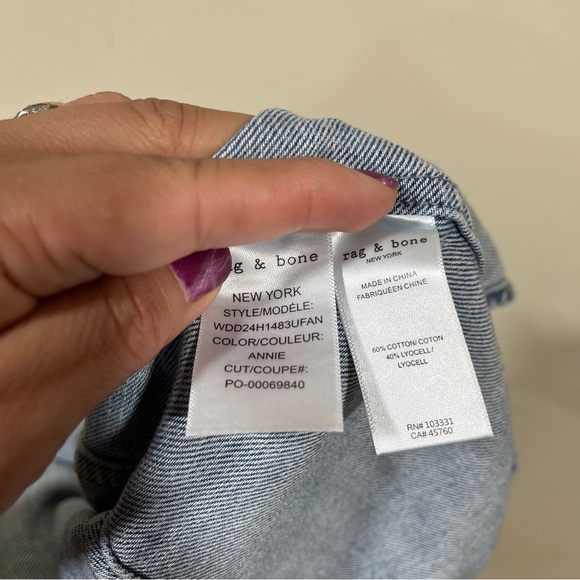 rag & bone
NEW YORK
STYLE/MODÈLE:
WDD24H1483UFAN
COLOR/COULEUR:
ANNIE
CUT/COUPE#:
PO-00069840
rag & bone
NEW YORK
MADE IN CHINA
FABRIQUÉEN CHINE
60% COTTON/COTON
40% LYOCELL/
LYOCELL
RN# 103331
CA# 45760